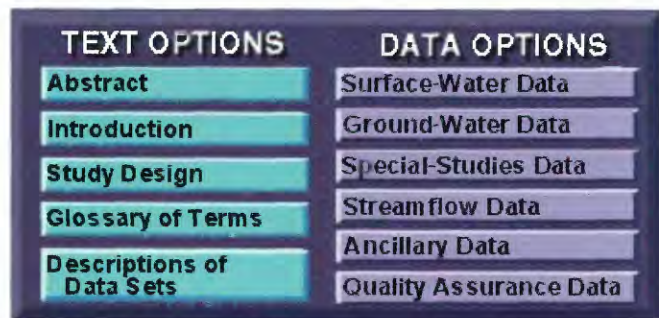 TEXT OPTIONS
Abstract
Introduction
Study Design
Glossary of Terms
Descriptions of
Data Sets
DATA OPTIONS
Surface-Water Data
Ground-Water Data
Special-Studies Data
Streamflow Data
Ancillary Data
Quality Assurance Data